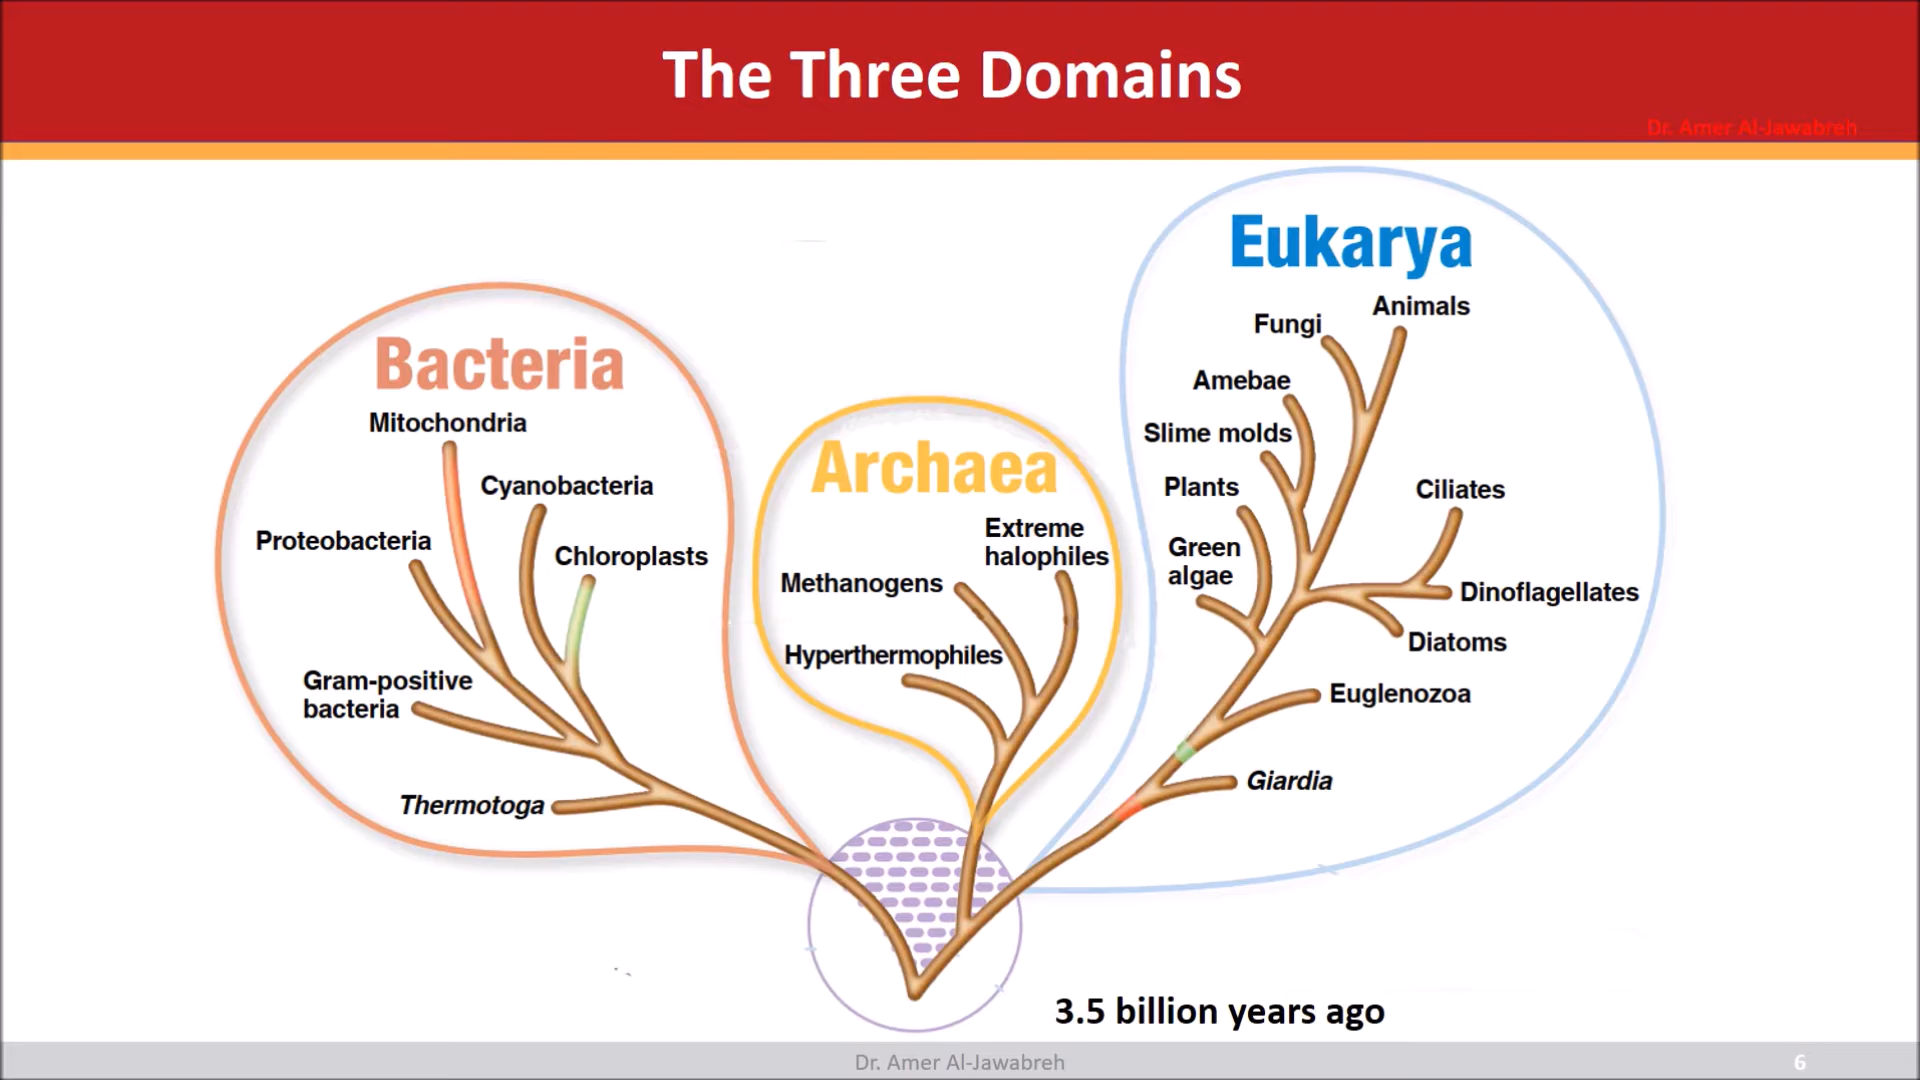 The Three Domains
Dr. Amer Al-Jawabreh
Bacteria
Mitochondria
Cyanobacteria
Proteobacteria
Chloroplasts
Gram-positive
bacteria
Thermotoga
Archaea
Extreme
halophiles
Methanogens
Hyperthermophiles
Eukarya
Animals
Fungi
Amebae
Slime molds
Plants
Ciliates
Green
algae
Dinoflagellates
Diatoms
Euglenozoa
Giardia
3.5 billion years ago
Dr. Amer Al-Jawabreh
6